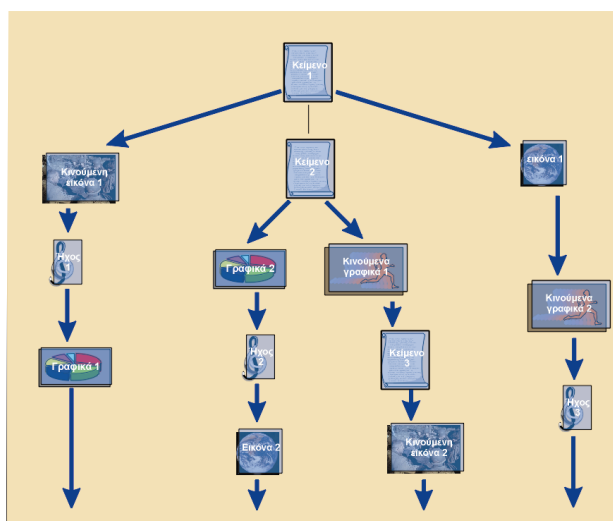 Κείμενο
1
Κινούμενη
εικόνα 1
Κείμενο
2
εικόνα 1
Ήχος
1
Γραφικά 2
Κινούμενα
γραφικά 1
Κινούμενα
γραφικά 2
Γραφικά 1
Ήχος
2
Κείμενο
3
Ήχος
3
Εικόνα 2
Κινούμενη
εικόνα 2